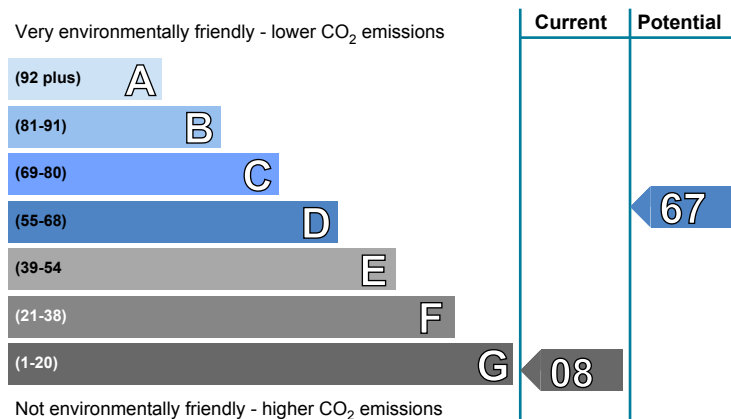 Current Potential
Very environmentally friendly - lower CO₂ emissions
(92 plus) A
(81-91) B
(69-80) C
67
(55-68) D
(39-54 E
(21-38) F
(1-20) G 08
Not environmentally friendly - higher CO₂ emissions